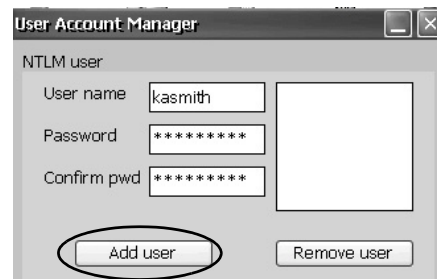 User Account Manager
NTLM user
User name kasmith
Password *********
Confirm pwd *********
Add user Remove user